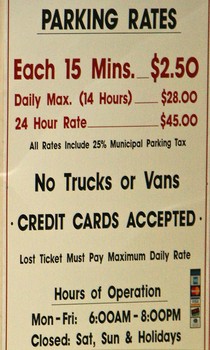 PARKING RATES
Each 15 Mins. $2.50
Daily Max. (14 Hours) $28.00
24 Hour Rate $45.00
All Rates Include 25% Municipal Parking Tax
No Trucks or Vans
· CREDIT CARDS ACCEPTED ·
Lost Ticket Must Pay Maximum Daily Rate
Hours of Operation
Mon-Fri: 6:00AM - 8:00PM
Closed: Sat, Sun & Holidays